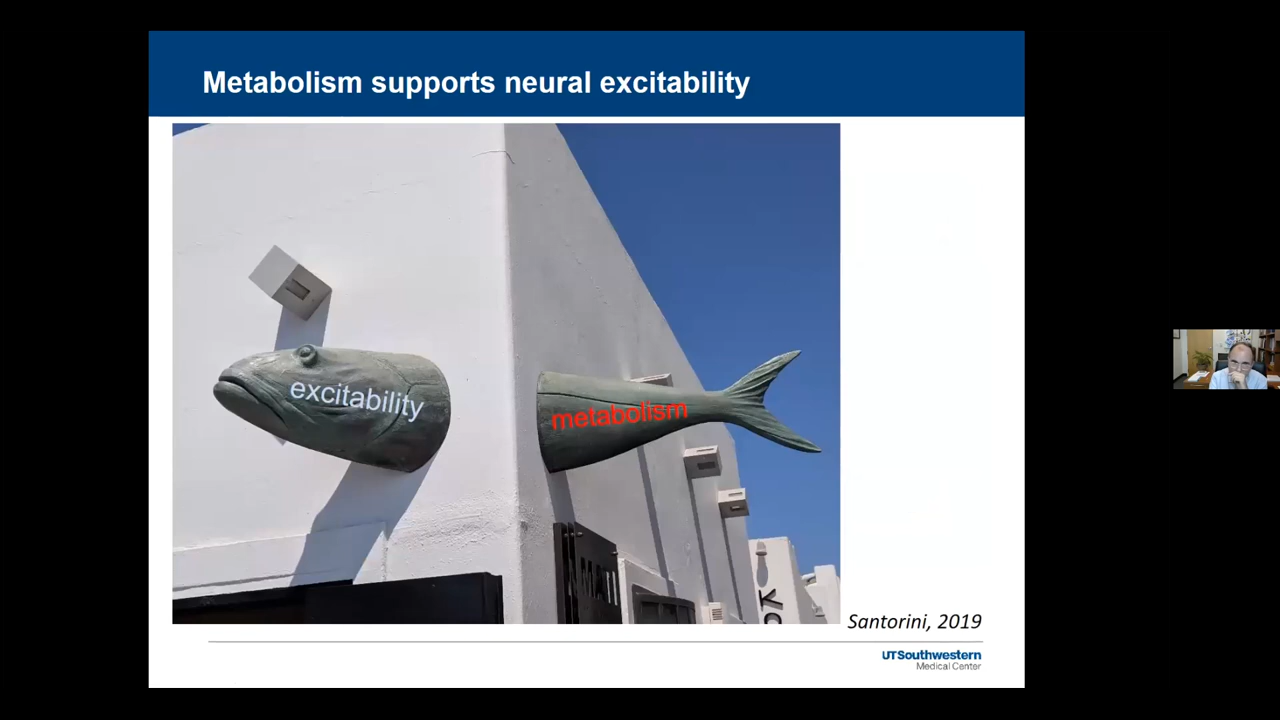 Metabolism supports neural excitability
excitability
metabolism
Santorini, 2019
UTSouthwestern
Medical Center